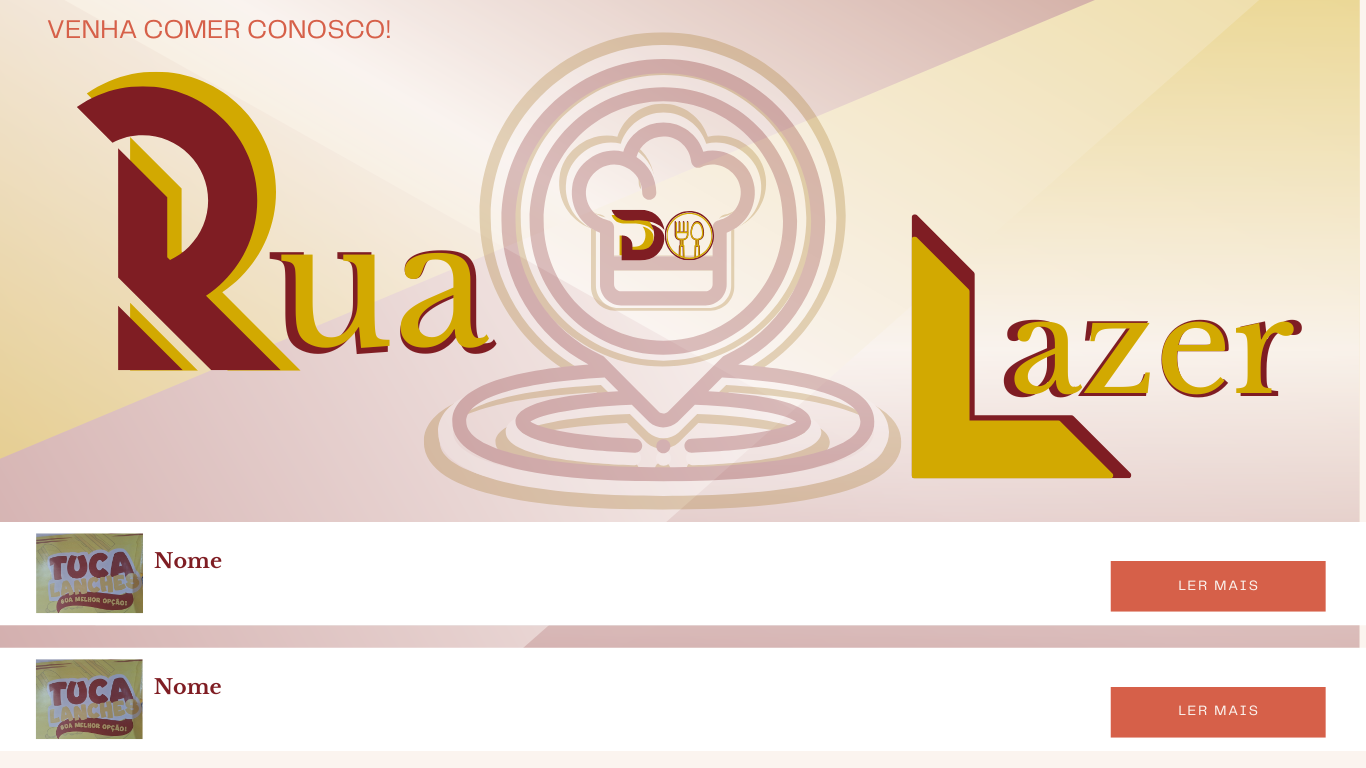 VENHA COMER CONOSCO!
Rua
DO
Lazer
TUCA
LANCHES
SUA MELHOR OPÇÃO!
Nome
LER MAIS
TUCA
LANCHES
SUA MELHOR OPÇÃO!
Nome
LER MAIS